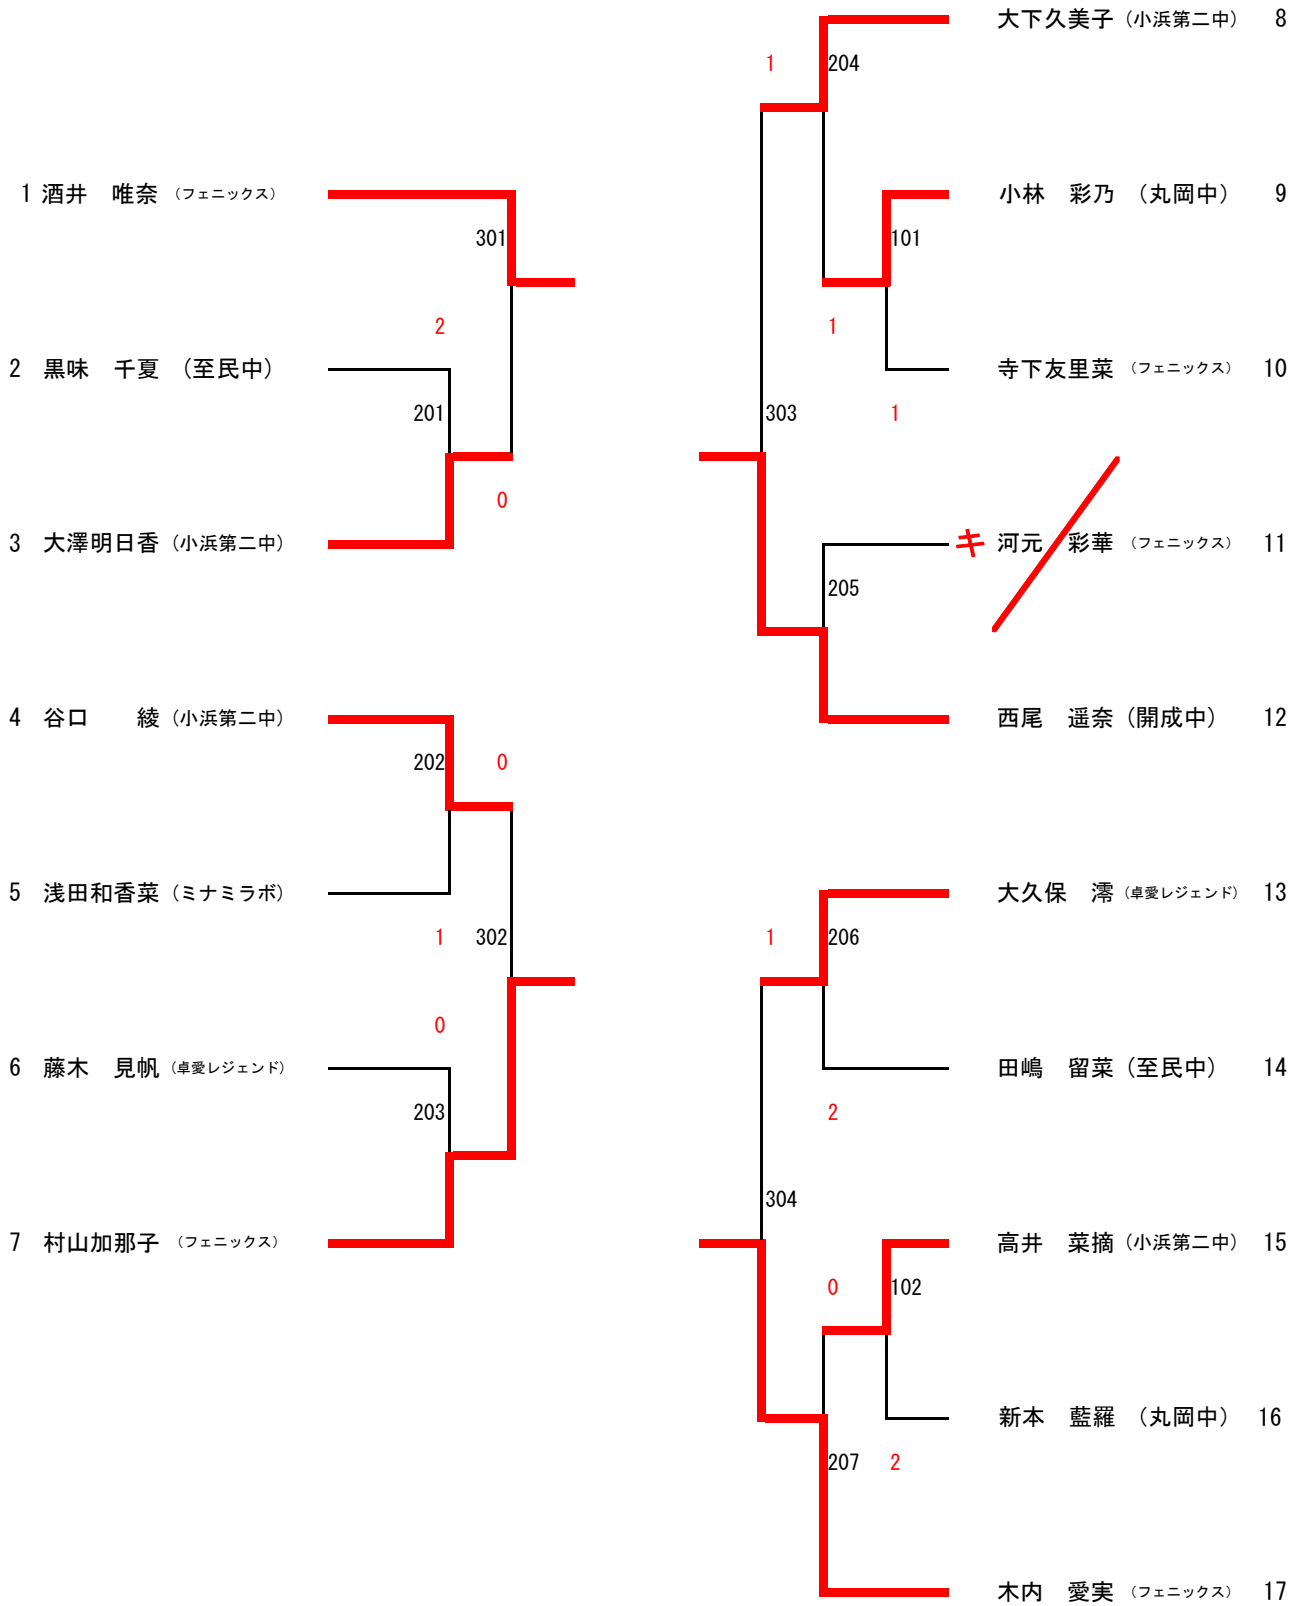 1 酒井　唯奈 （フェニックス）
301
2
2 黒味　千夏 （至民中）
201
0
3 大澤明日香 （小浜第二中）
4 谷口　　綾 （小浜第二中）
202
0
5 浅田和香菜 （ミナミラボ）
1
302
0
6 藤木　見帆 （卓愛レジェンド）
203
7 村山加那子 （フェニックス）
大下久美子 （小浜第二中） 8
1
204
小林　彩乃 （丸岡中） 9
101
1
寺下友里菜 （フェニックス） 10
303
1
キ 河元　彩華 （フェニックス） 11
205
西尾　遥奈 （開成中） 12
大久保　澪 （卓愛レジェンド） 13
1
206
田嶋　留菜 （至民中） 14
2
304
高井　菜摘 （小浜第二中） 15
0
102
新本　藍羅 （丸岡中） 16
207
2
木内　愛実 （フェニックス） 17